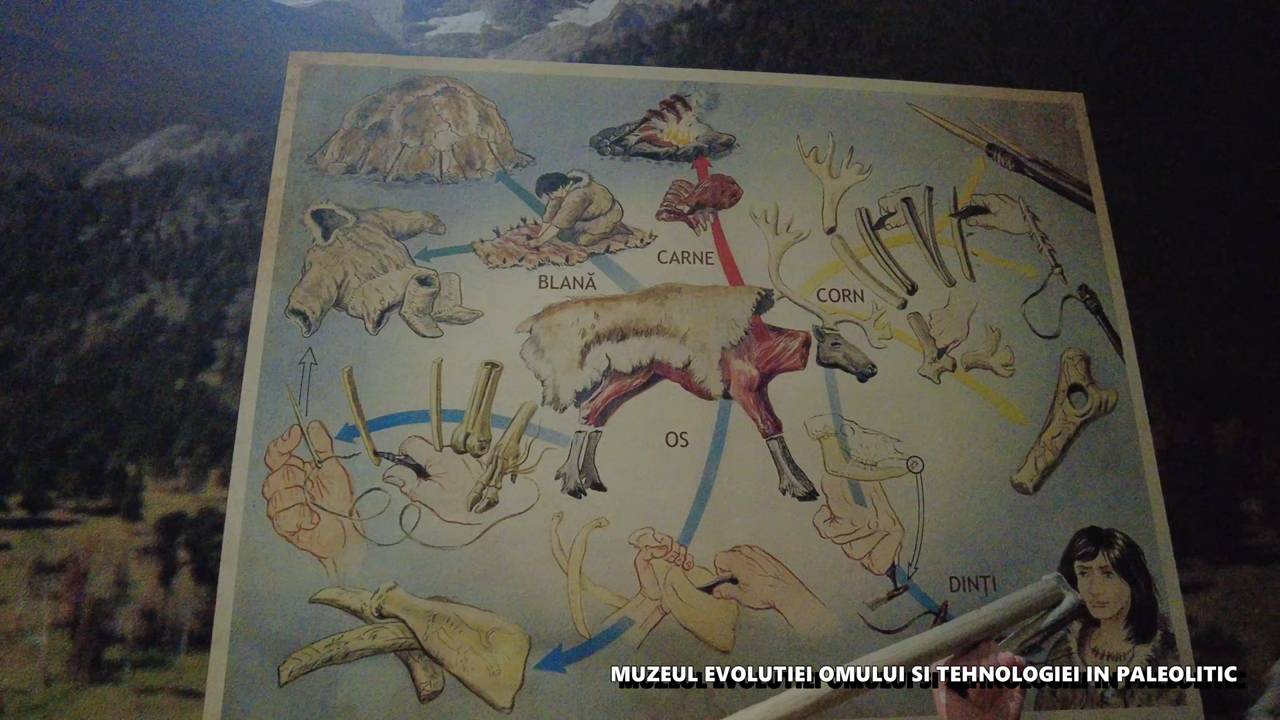 CARNE
BLANĂ
CORN
OS
DINȚI
MUZEUL EVOLUTIEI OMULUI SI TEHNOLOGIEI IN PALEOLITIC